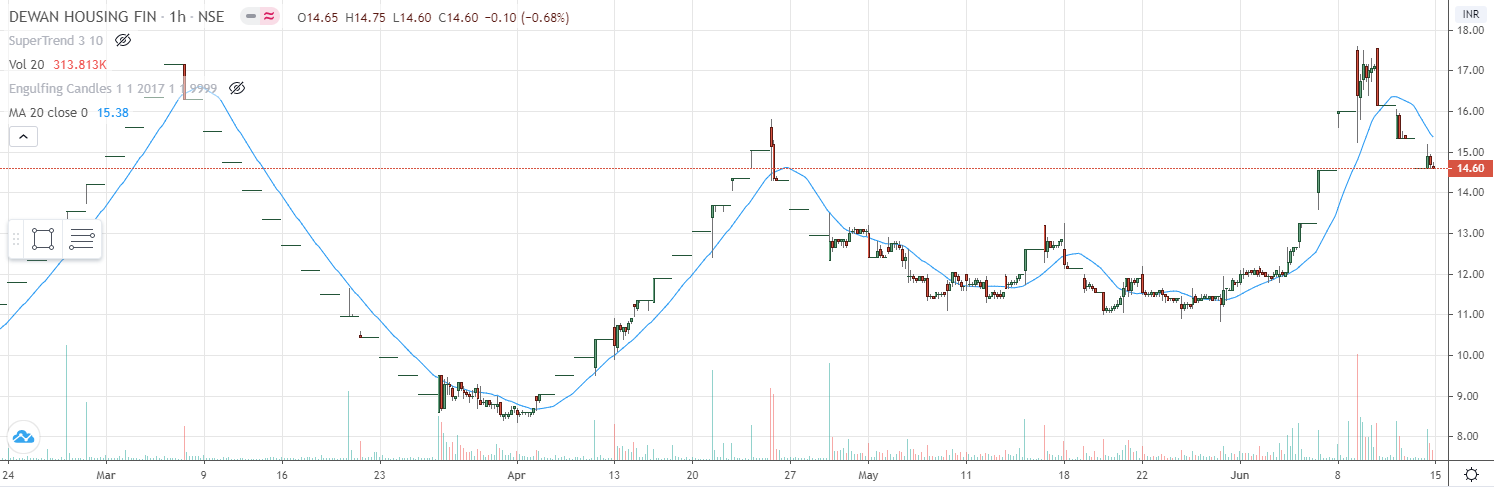 DEWAN HOUSING FIN · 1h · NSE O14.65 H14.75 L14.60 C14.60 −0.10 (−0.68%) INR
SuperTrend 3 10
Vol 20 313.813K
Engulfing Candles 1 1 2017 1 1 9999
MA 20 close 0 15.38
18.00
17.00
16.00
15.00
14.60
14.00
13.00
12.00
11.00
10.00
9.00
8.00
24 Mar 9 16 23 Apr 13 20 27 May 11 18 22 Jun 8 15